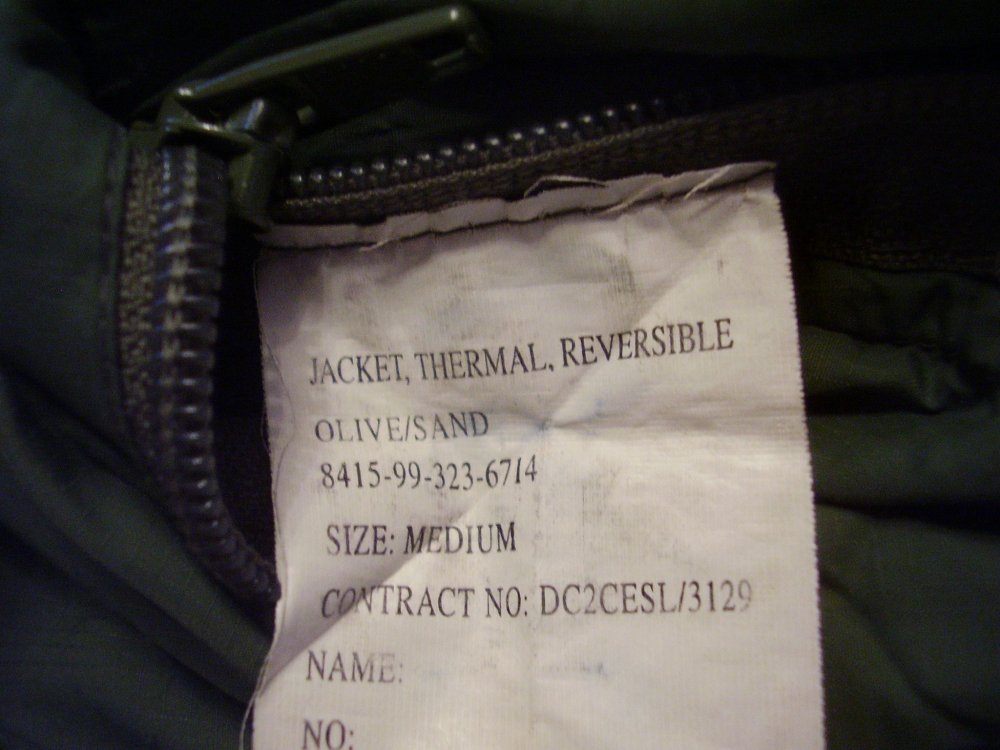 JACKET, THERMAL, REVERSIBLE
OLIVE/SAND
8415-99-323-6714
SIZE: MEDIUM
CONTRACT NO: DC2CESL/3129
NAME:
NO: